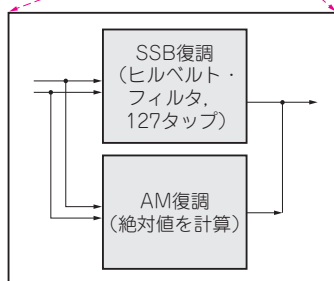 SSB復調
(ヒルベルト・
フィルタ,
127タップ)
AM復調
(絶対値を計算)